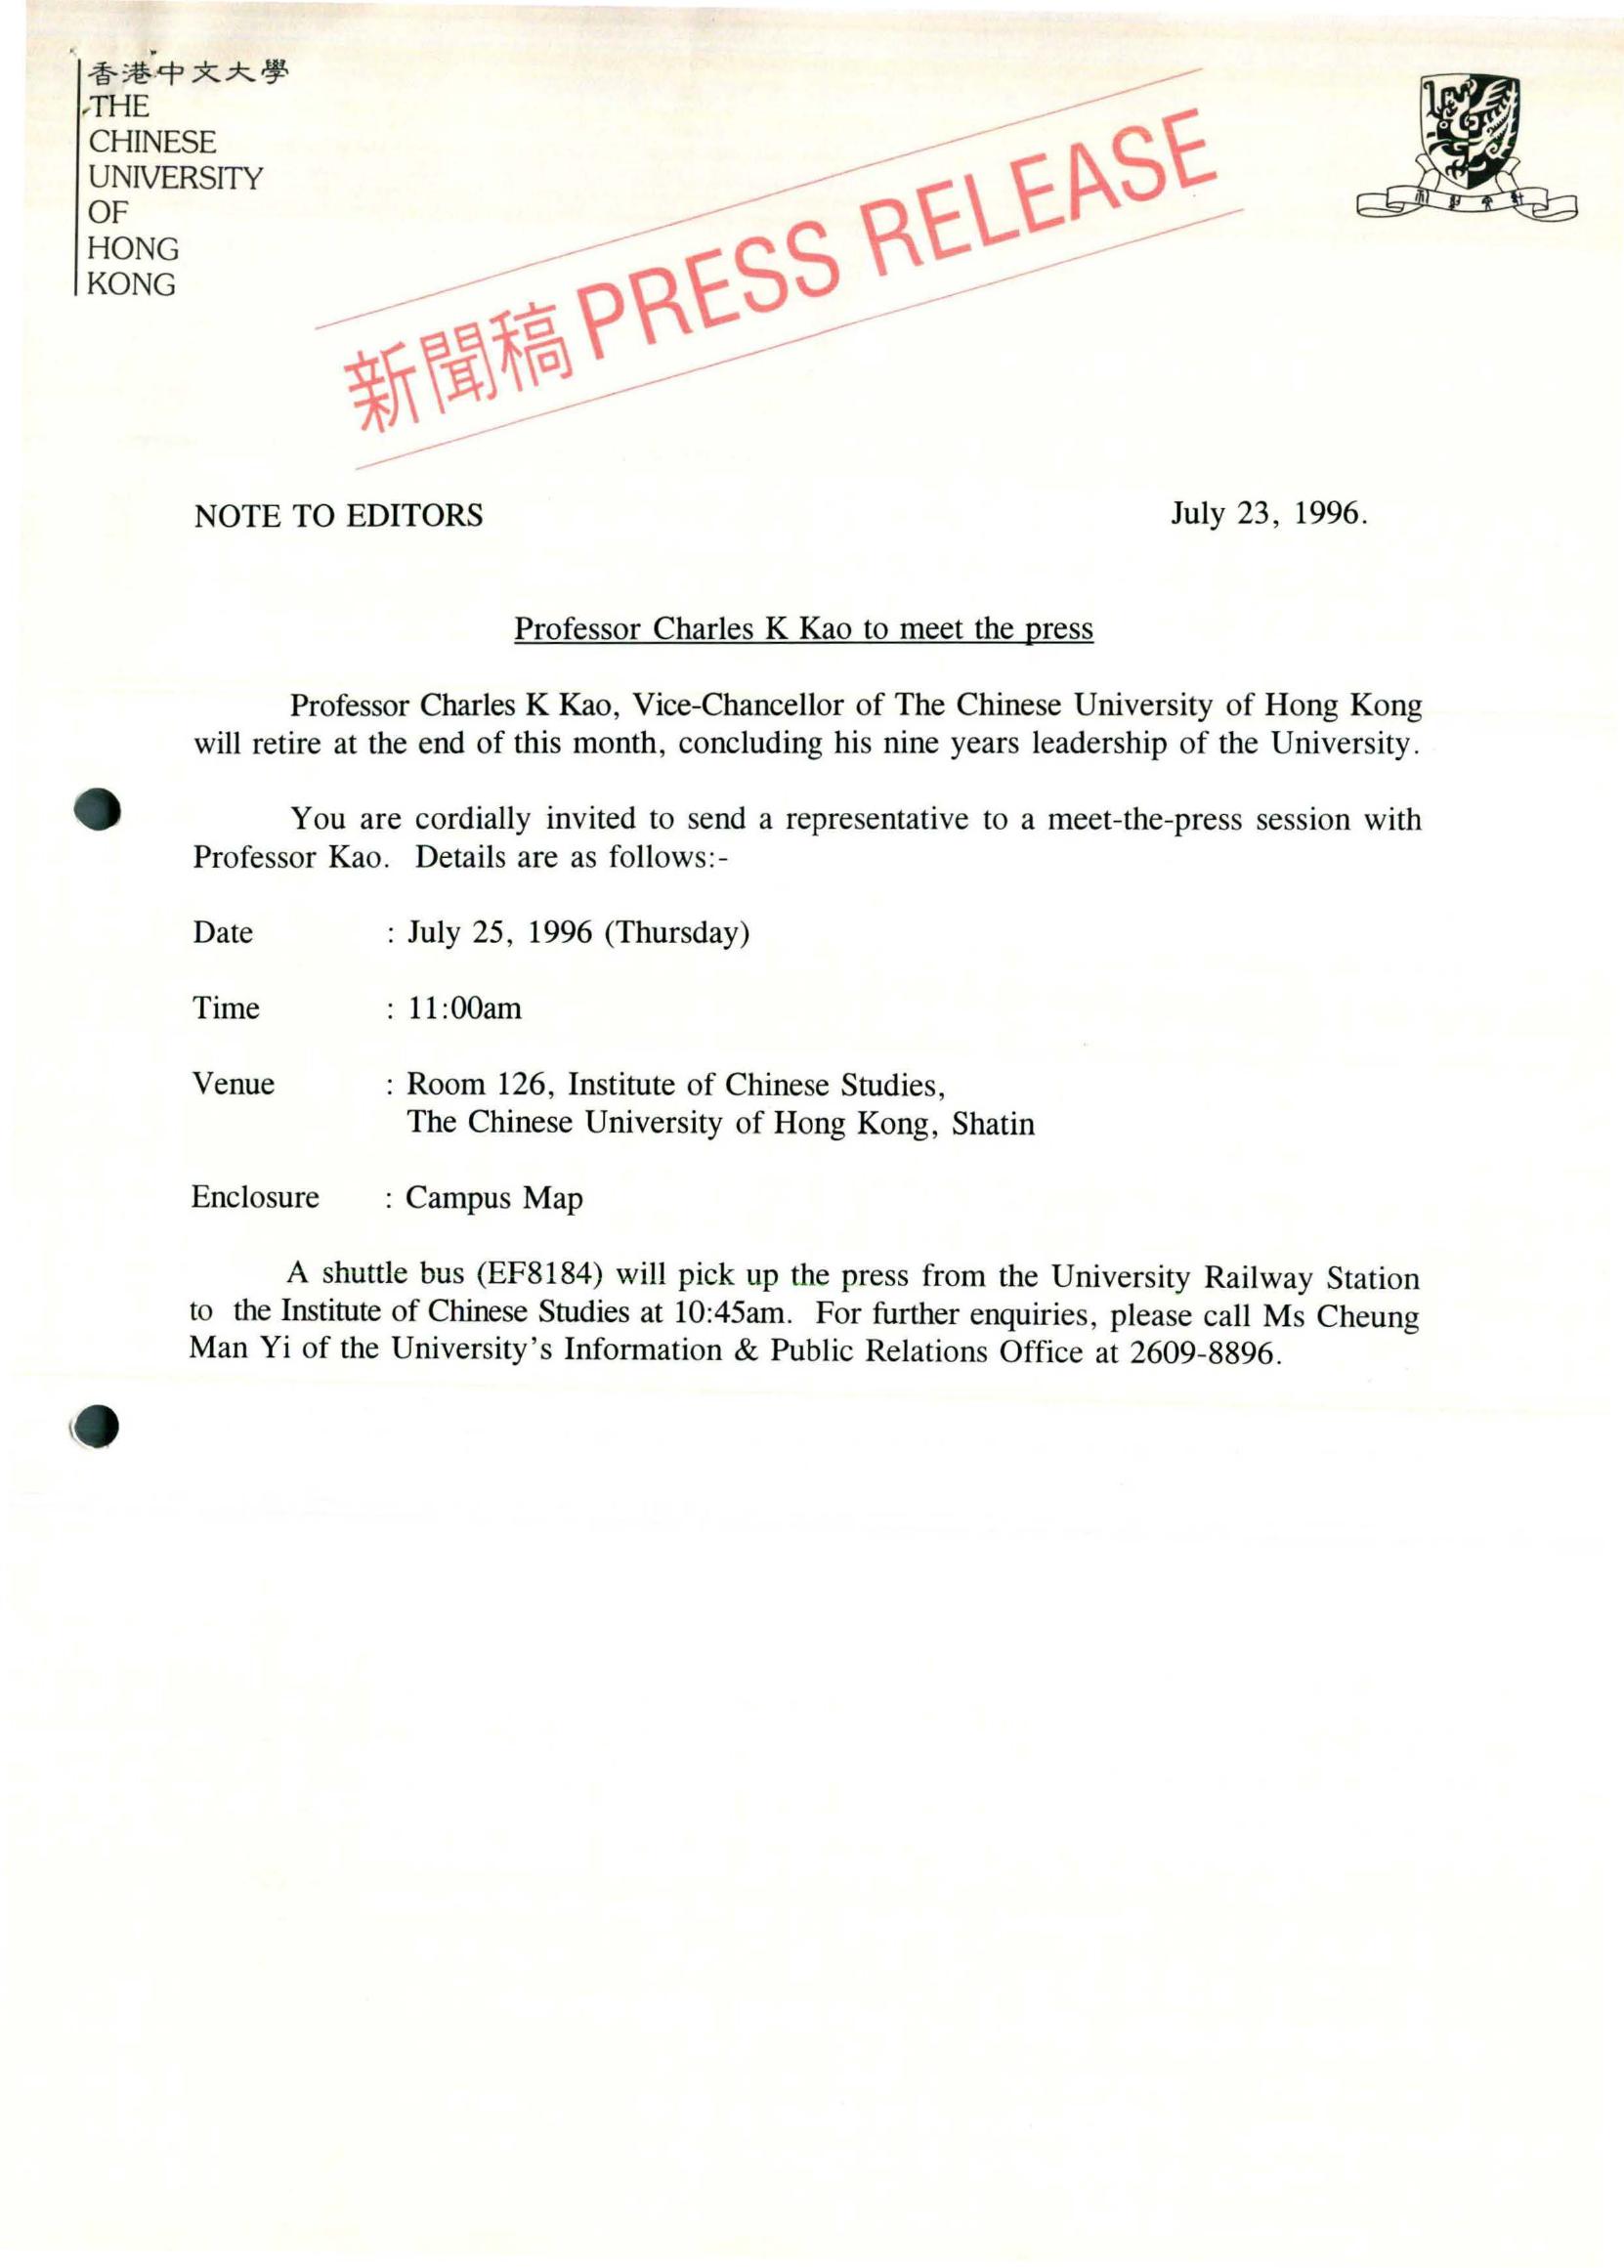 香港中文大學
THE
CHINESE
UNIVERSITY
OF
HONG
KONG
新聞稿 PRESS RELEASE
NOTE TO EDITORS July 23, 1996.
Professor Charles K Kao to meet the press
Professor Charles K Kao, Vice-Chancellor of The Chinese University of Hong Kong
will retire at the end of this month, concluding his nine years leadership of the University.
You are cordially invited to send a representative to a meet-the-press session with
Professor Kao. Details are as follows:-
Date : July 25, 1996 (Thursday)
Time : 11:00am
Venue : Room 126, Institute of Chinese Studies,
The Chinese University of Hong Kong, Shatin
Enclosure : Campus Map
A shuttle bus (EF8184) will pick up the press from the University Railway Station
to the Institute of Chinese Studies at 10:45am. For further enquiries, please call Ms Cheung
Man Yi of the University's Information & Public Relations Office at 2609-8896.